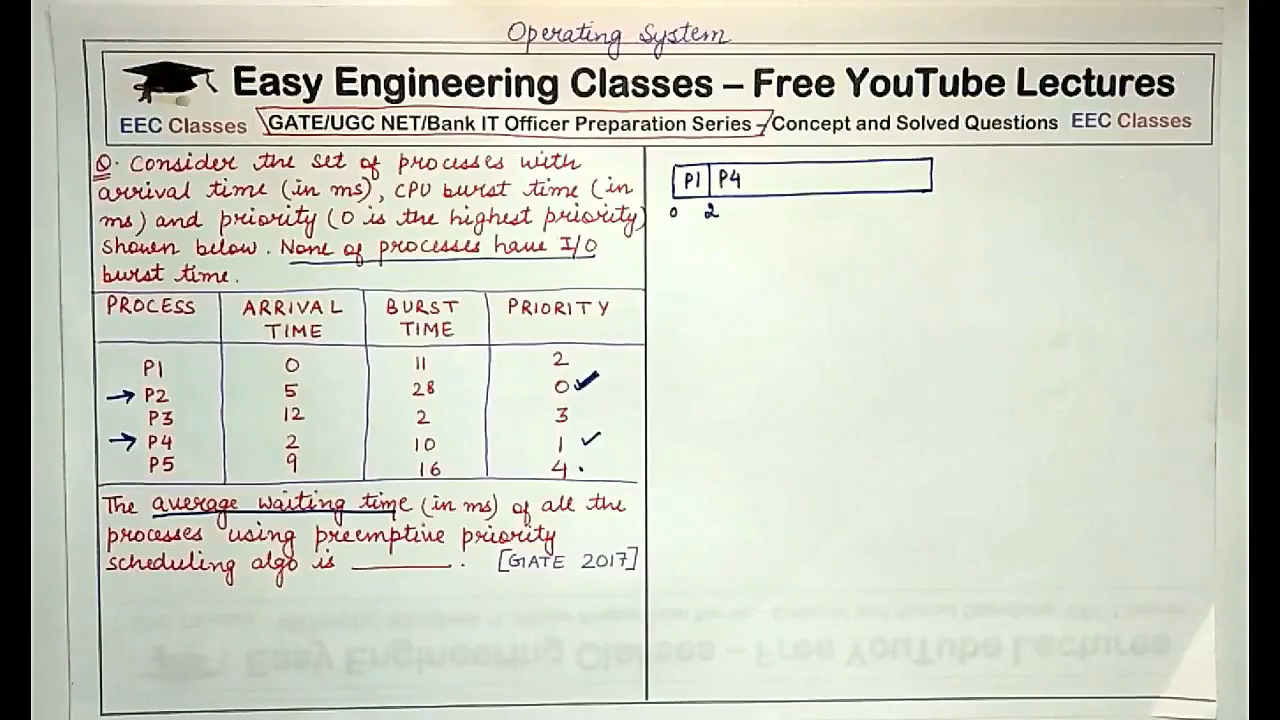 Operating System
Easy Engineering Classes – Free YouTube Lectures
EEC Classes GATE/UGC NET/Bank IT Officer Preparation Series – Concept and Solved Questions EEC Classes
Q. Consider the set of processes with
arrival time (in ms), CPU burst time (in
ms) and priority (0 is the highest priority)
shown below. None of processes have I/O
burst time.
PROCESS ARRIVAL TIME BURST TIME PRIORITY
P1 0 11 2
→ P2 5 28 0 ✓
P3 12 2 3
→ P4 2 10 1 ✓
P5 9 16 4 .
The average waiting time (in ms) of all the
processes using preemptive priority
scheduling algo is ______ . [GATE 2017]
P1 P4
0 2